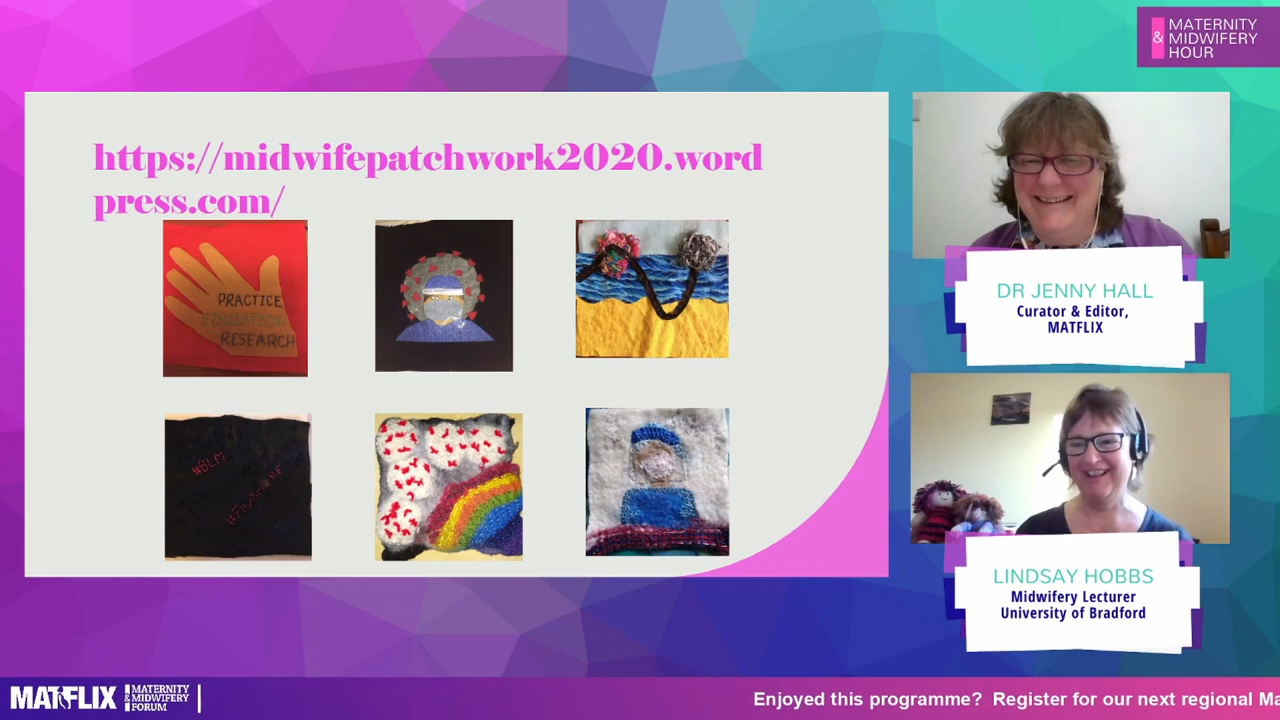 & MATERNITY
MIDWIFERY
HOUR
https://midwifepatchwork2020.word
press.com/
PRACTICE
EDUCATION
RESEARCH
#BLM
DR JENNY HALL
Curator & Editor,
MATFLIX
LINDSAY HOBBS
Midwifery Lecturer
University of Bradford
MATFLIX
MATERNITY
& MIDWIFERY
FORUM
Enjoyed this programme? Register for our next regional Ma